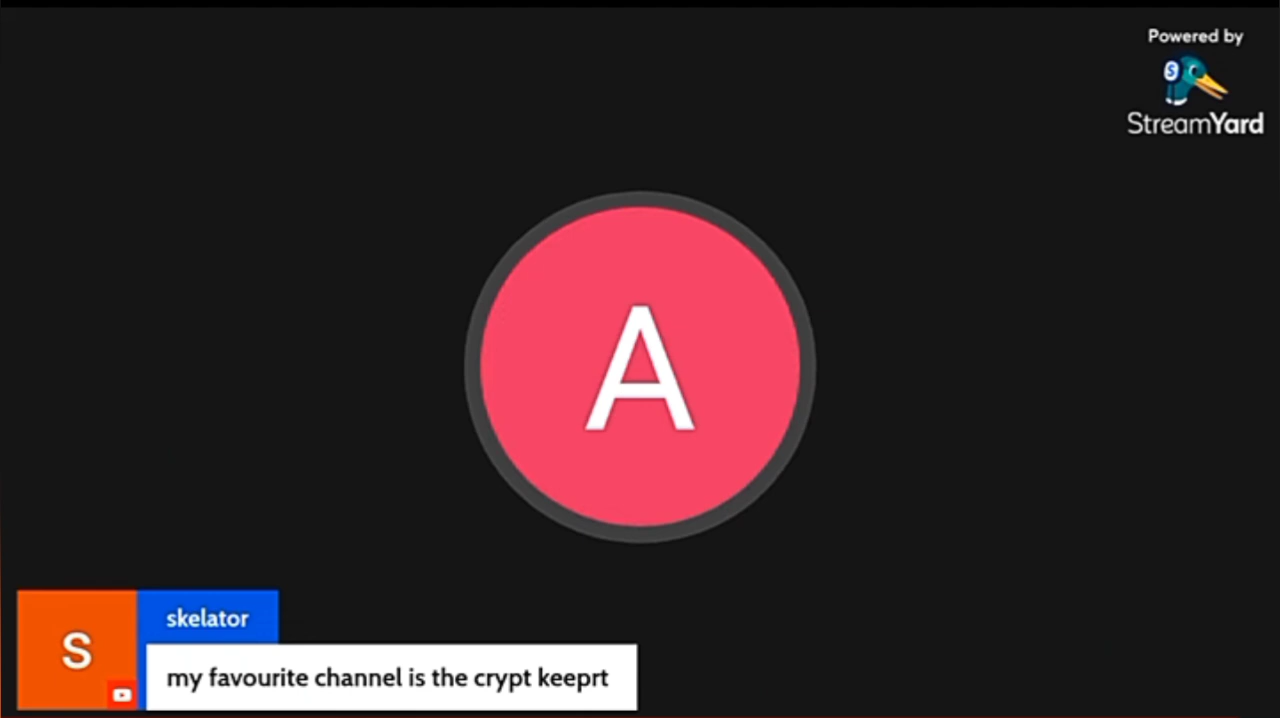 Powered by
S
StreamYard
A
S
skelator
my favourite channel is the crypt keeprt